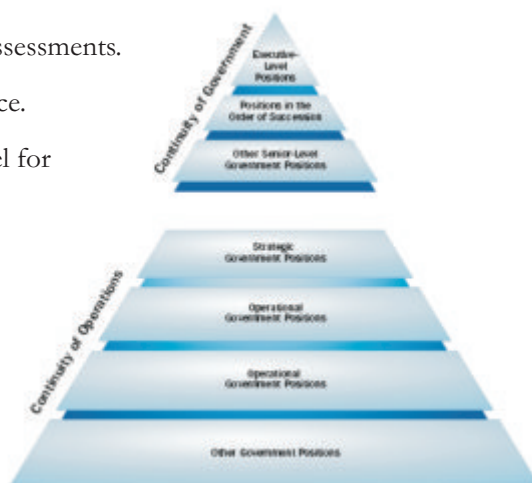 ssessments.
ce.
el for
Continuity of Government
Executive-
Level
Positions
Positions in the
Order of Succession
Other Senior-Level
Government Positions
Continuity of Operations
Strategic
Government Positions
Operational
Government Positions
Operational
Government Positions
Other Government Positions